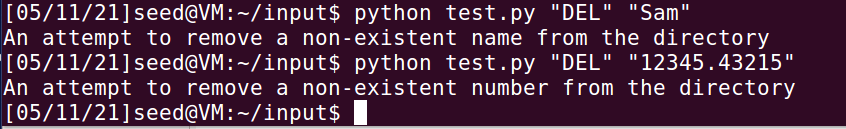 [05/11/21]seed@VM:~/input$ python test.py "DEL" "Sam"
An attempt to remove a non-existent name from the directory
[05/11/21]seed@VM:~/input$ python test.py "DEL" "12345.43215"
An attempt to remove a non-existent number from the directory
[05/11/21]seed@VM:~/input$